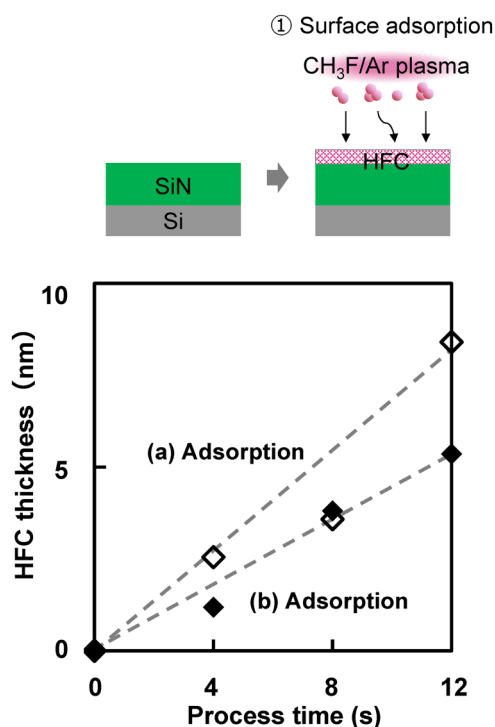 ① Surface adsorption
CH₃F/Ar plasma
HFC
SiN
Si
10
5
0
HFC thickness (nm)
(a) Adsorption
(b) Adsorption
0 4 8 12
Process time (s)